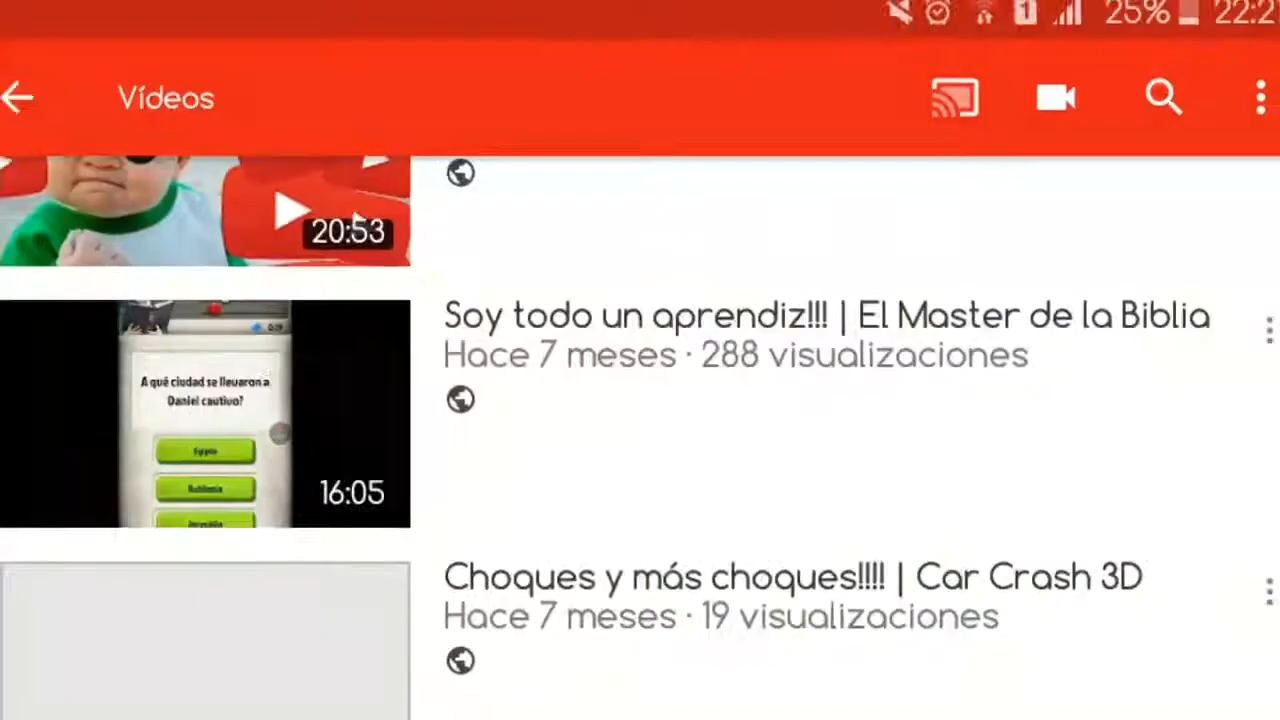 25% 22:2
Vídeos
20:53
Soy todo un aprendiz!!! | El Master de la Biblia
Hace 7 meses · 288 visualizaciones
A qué ciudad se llevaron a
Daniel cautivo?
Egipto
Babilonia
16:05
Choques y más choques!!!! | Car Crash 3D
Hace 7 meses · 19 visualizaciones